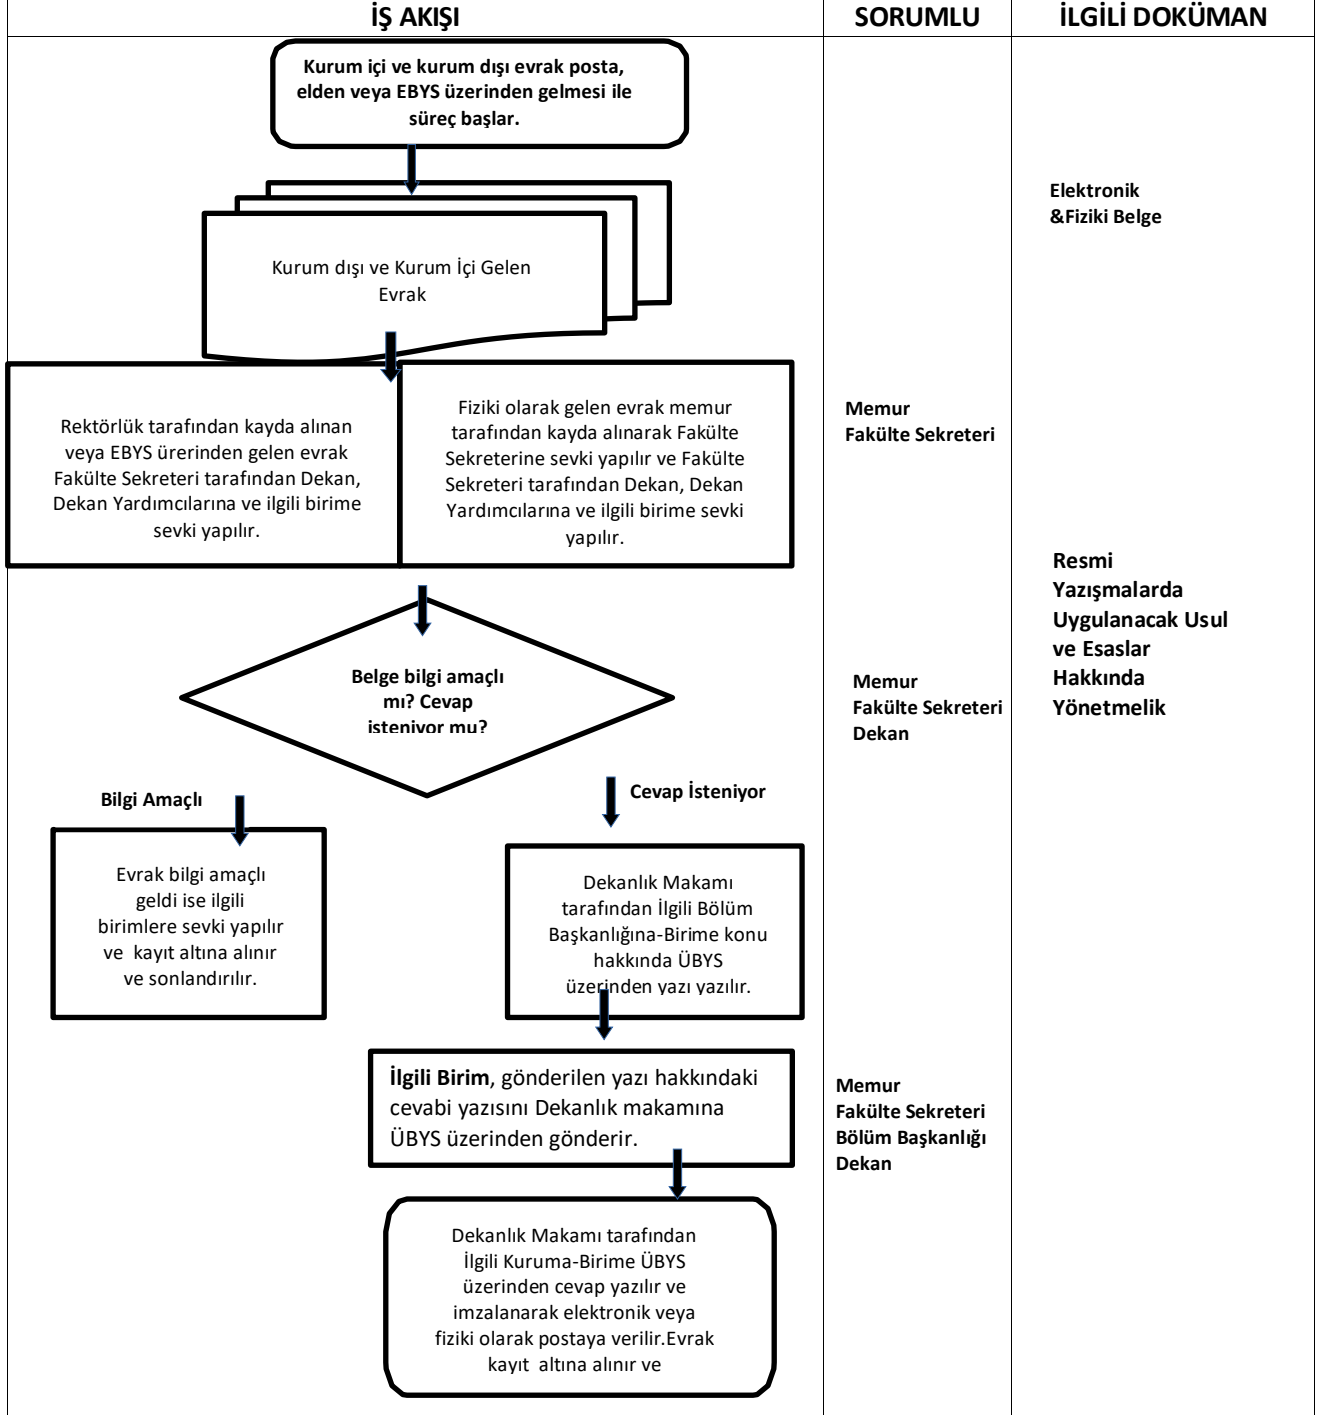 İŞ AKIŞI
SORUMLU
İLGİLİ DOKÜMAN
Kurum içi ve kurum dışı evrak posta,
elden veya EBYS üzerinden gelmesi ile
süreç başlar.
Elektronik
&Fiziki Belge
Kurum dışı ve Kurum İçi Gelen
Evrak
Rektörlük tarafından kayda alınan
veya EBYS ürerinden gelen evrak
Fakülte Sekreteri tarafından Dekan,
Dekan Yardımcılarına ve ilgili birime
sevki yapılır.
Fiziki olarak gelen evrak memur
tarafından kayda alınarak Fakülte
Sekreterine sevki yapılır ve Fakülte
Sekreteri tarafından Dekan, Dekan
Yardımcılarına ve ilgili birime sevki
yapılır.
Memur
Fakülte Sekreteri
Resmi
Yazışmalarda
Uygulanacak Usul
ve Esaslar
Hakkında
Yönetmelik
Belge bilgi amaçlı
mı? Cevap
isteniyor mu?
Memur
Fakülte Sekreteri
Dekan
Bilgi Amaçlı
Cevap İsteniyor
Evrak bilgi amaçlı
geldi ise ilgili
birimlere sevki yapılır
ve  kayıt altına alınır
ve sonlandırılır.
Dekanlık Makamı
tarafından İlgili Bölüm
Başkanlığına-Birime konu
hakkında ÜBYS
üzerinden yazı yazılır.
İlgili Birim, gönderilen yazı hakkındaki
cevabi yazısını Dekanlık makamına
ÜBYS üzerinden gönderir.
Memur
Fakülte Sekreteri
Bölüm Başkanlığı
Dekan
Dekanlık Makamı tarafından
İlgili Kuruma-Birime ÜBYS
üzerinden cevap yazılır ve
imzalanarak elektronik veya
fiziki olarak postaya verilir.Evrak
kayıt  altına alınır ve